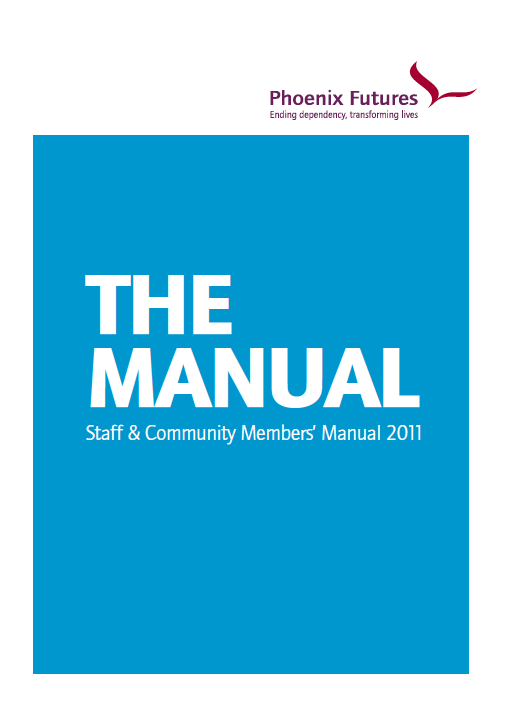 Phoenix Futures
Ending dependency, transforming lives
THE
MANUAL
Staff & Community Members’ Manual 2011